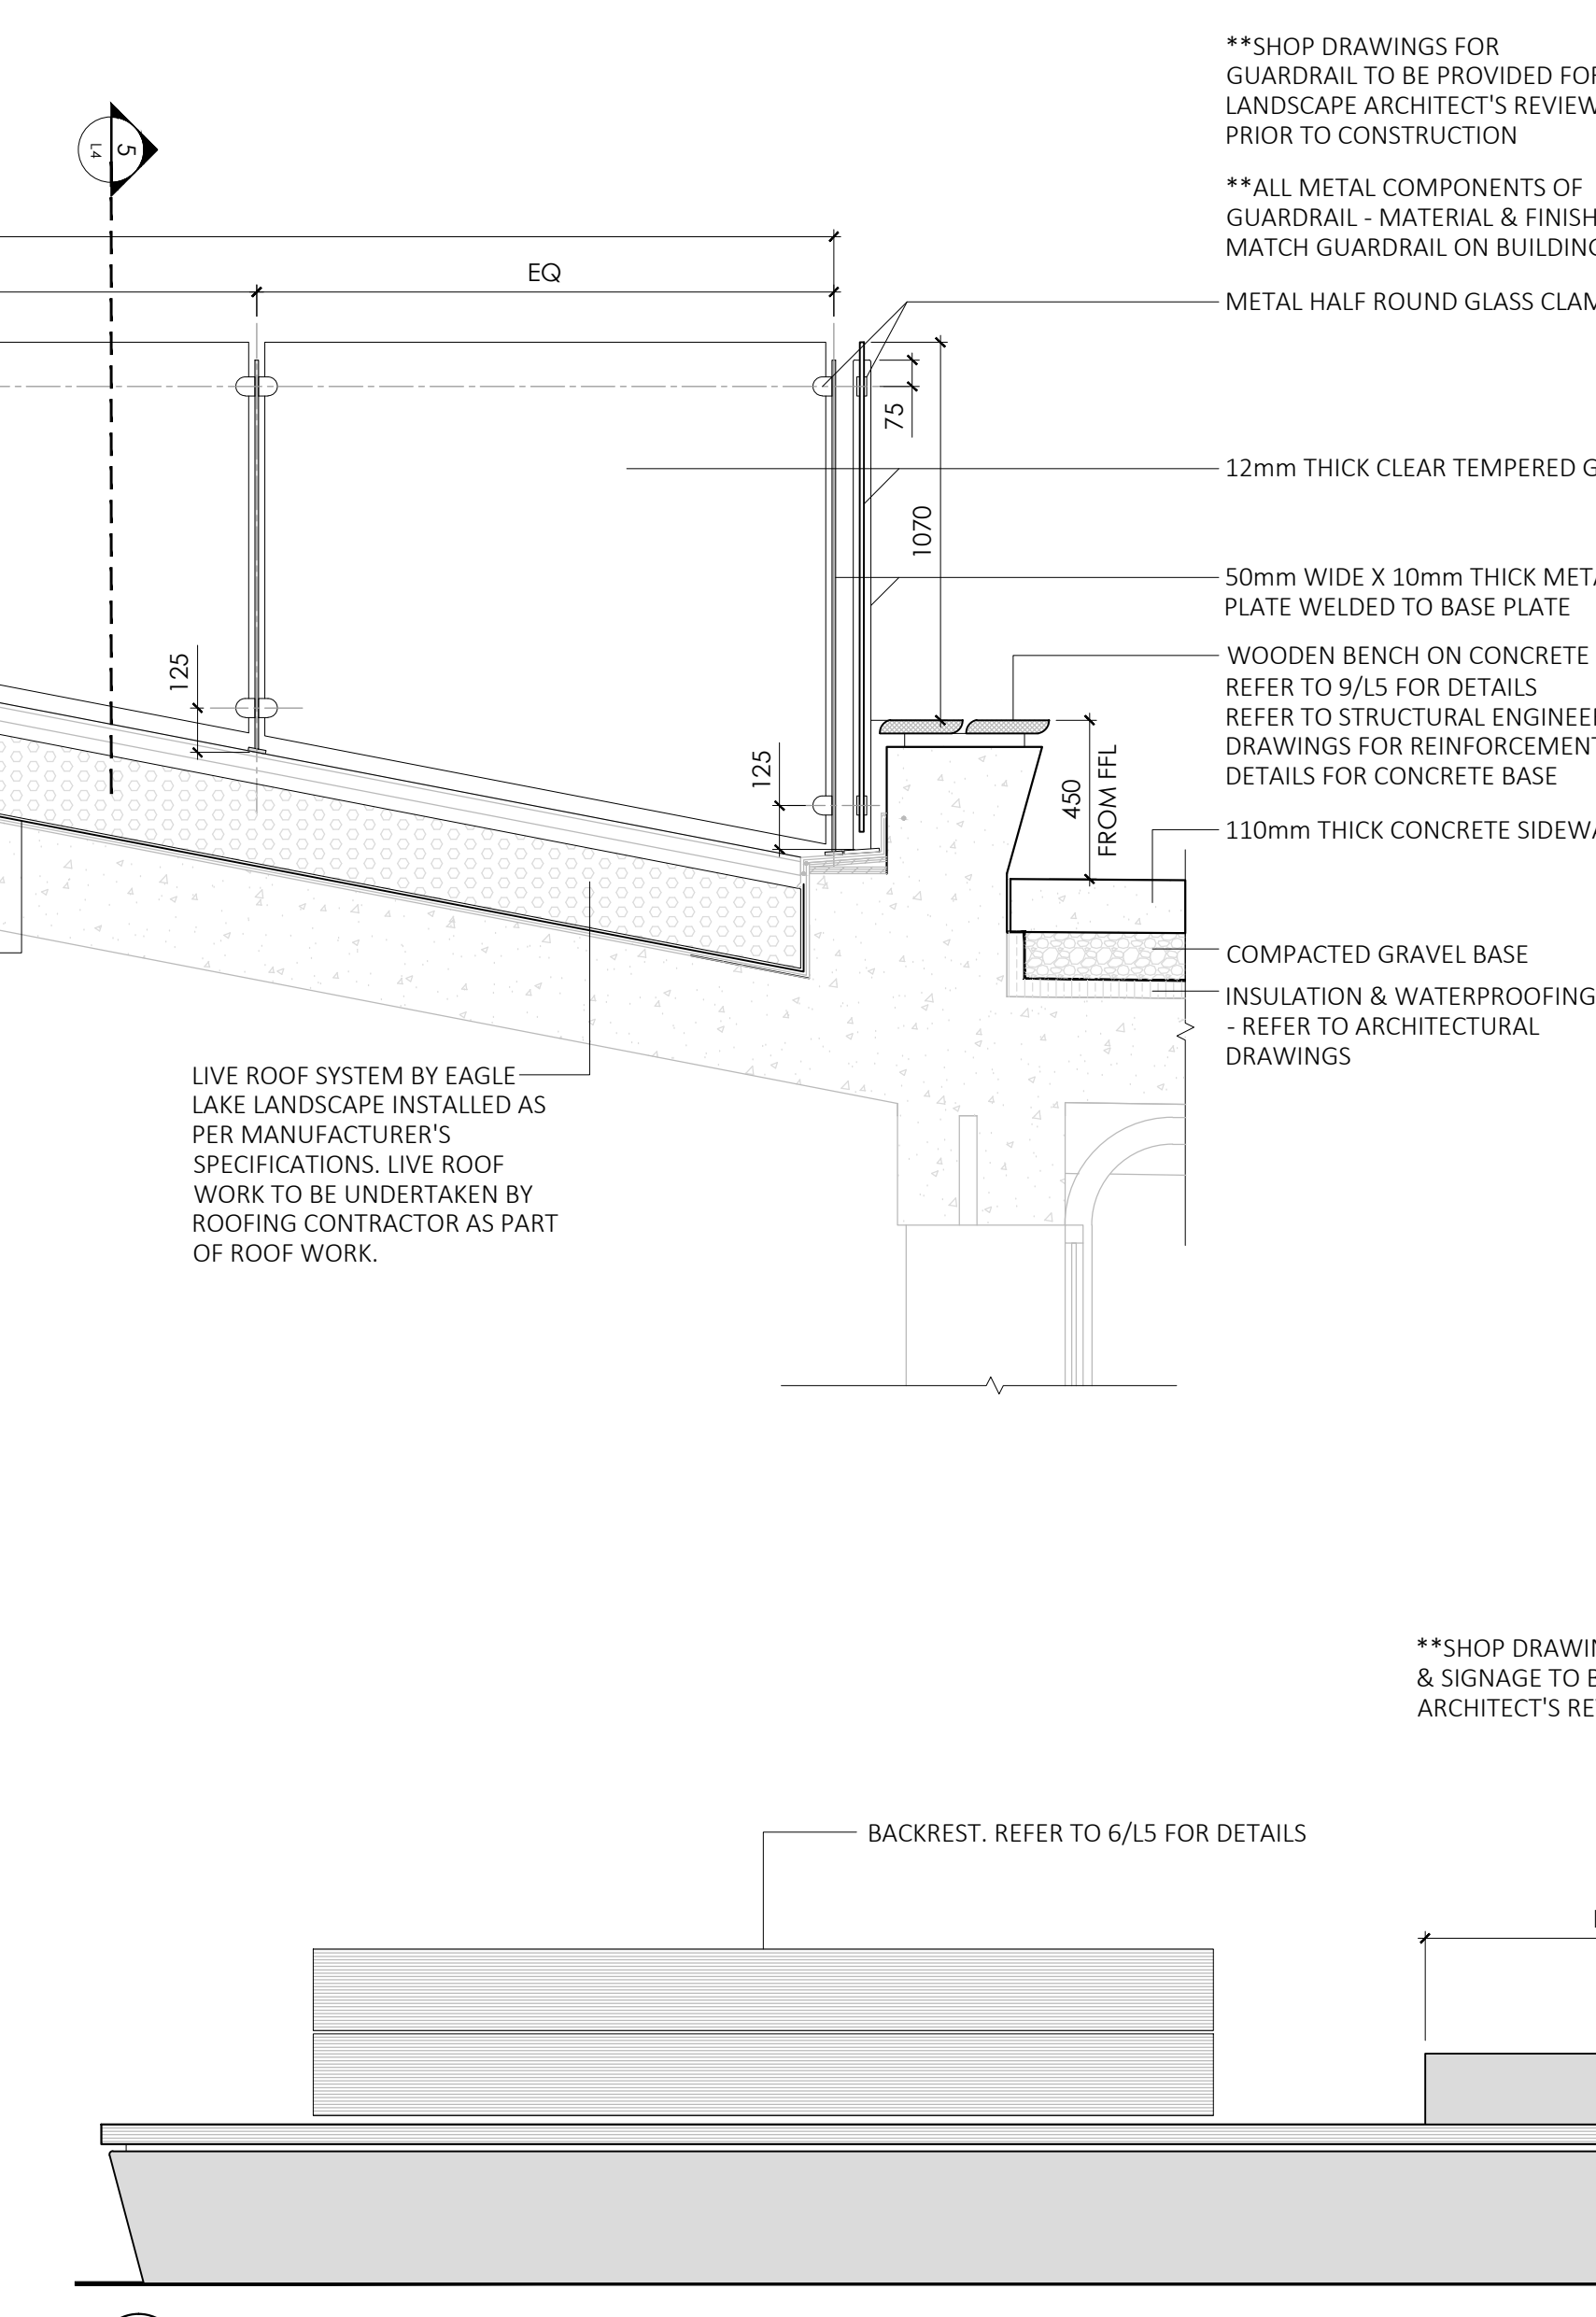 **SHOP DRAWINGS FOR
GUARDRAIL TO BE PROVIDED FOR
LANDSCAPE ARCHITECT'S REVIEW
PRIOR TO CONSTRUCTION
**ALL METAL COMPONENTS OF
GUARDRAIL - MATERIAL & FINISH
MATCH GUARDRAIL ON BUILDING
5
L4
EQ
METAL HALF ROUND GLASS CLAM
75
12mm THICK CLEAR TEMPERED G
1070
50mm WIDE X 10mm THICK META
PLATE WELDED TO BASE PLATE
125
WOODEN BENCH ON CONCRETE
REFER TO 9/L5 FOR DETAILS
REFER TO STRUCTURAL ENGINEER
DRAWINGS FOR REINFORCEMENT
DETAILS FOR CONCRETE BASE
125
450
FROM FFL
110mm THICK CONCRETE SIDEWA
COMPACTED GRAVEL BASE
INSULATION & WATERPROOFING
- REFER TO ARCHITECTURAL
DRAWINGS
LIVE ROOF SYSTEM BY EAGLE
LAKE LANDSCAPE INSTALLED AS
PER MANUFACTURER'S
SPECIFICATIONS. LIVE ROOF
WORK TO BE UNDERTAKEN BY
ROOFING CONTRACTOR AS PART
OF ROOF WORK.
**SHOP DRAWIN
& SIGNAGE TO B
ARCHITECT'S RE
BACKREST. REFER TO 6/L5 FOR DETAILS